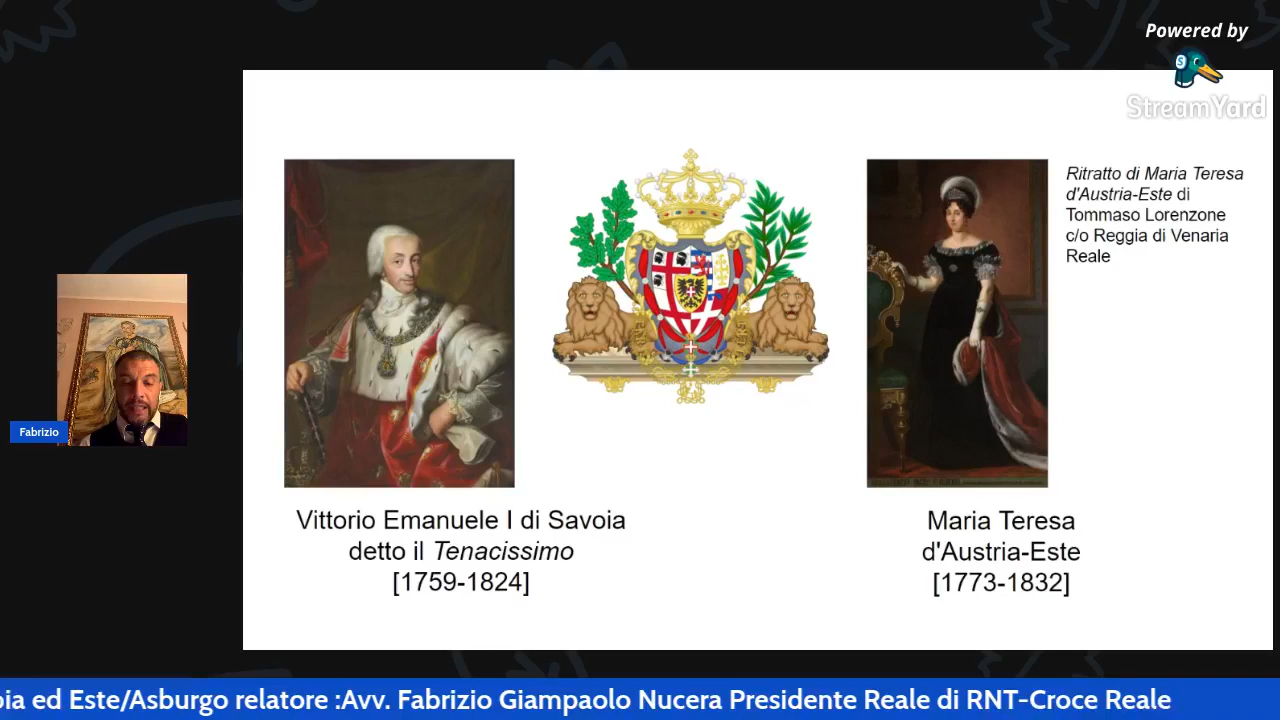 Powered by
StreamYard
Ritratto di Maria Teresa
d'Austria-Este di
Tommaso Lorenzone
c/o Reggia di Venaria
Reale
Fabrizio
Vittorio Emanuele I di Savoia
detto il Tenacissimo
[1759-1824]
Maria Teresa
d'Austria-Este
[1773-1832]
oia ed Este/Asburgo relatore :Avv. Fabrizio Giampaolo Nucera Presidente Reale di RNT-Croce Reale